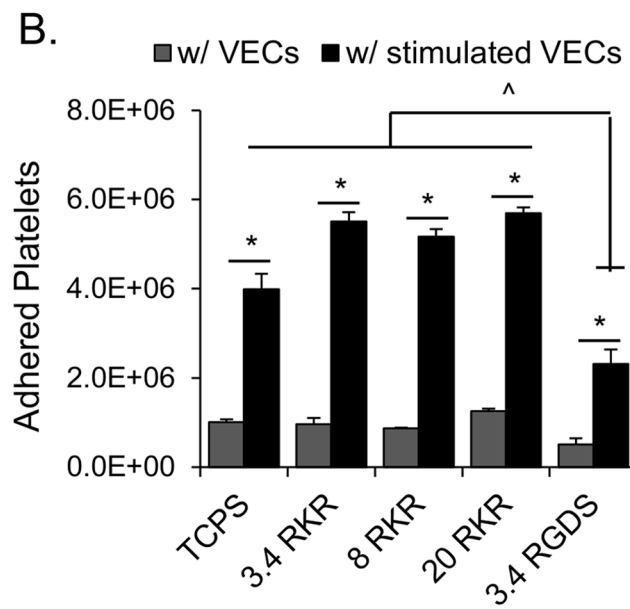 B.
w/ VECs w/ stimulated VECs
^
8.0E+06
6.0E+06
4.0E+06
2.0E+06
0.0E+00
Adhered Platelets
* * * * *
TCPS 3.4 RKR 8 RKR 20 RKR 3.4 RGDS